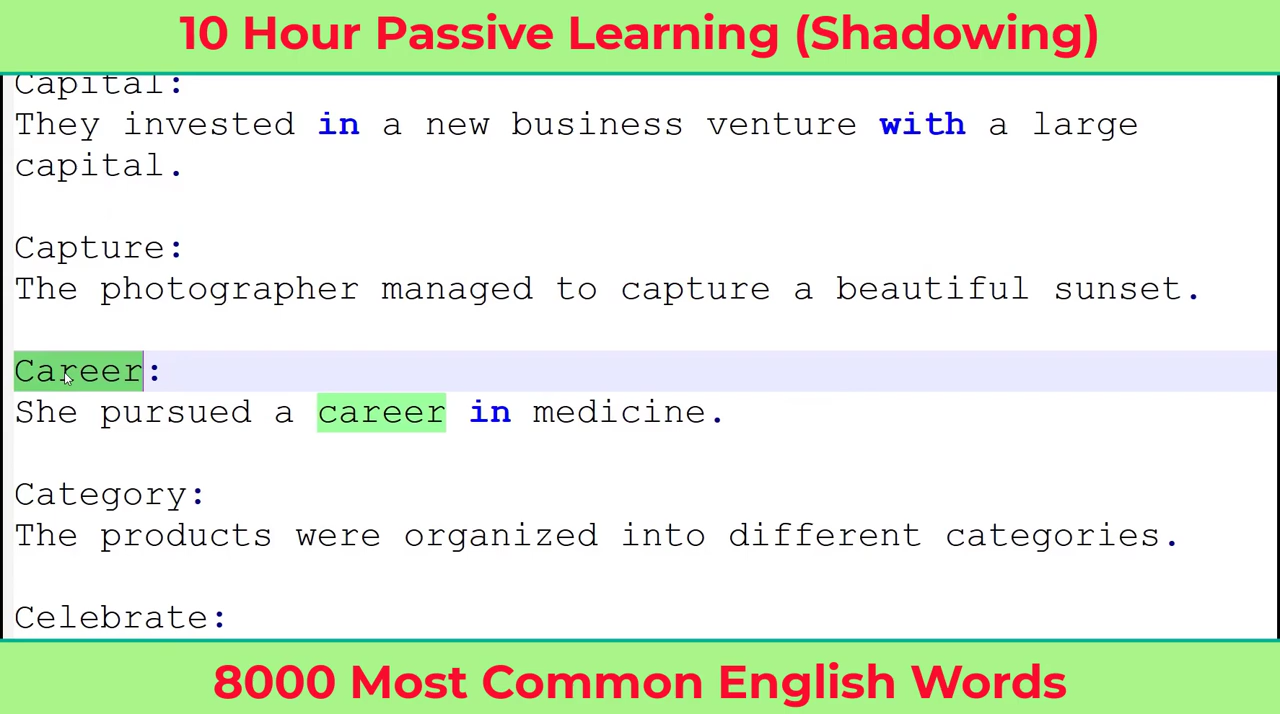 10 Hour Passive Learning (Shadowing)
Capital:
They invested in a new business venture with a large
capital.
Capture:
The photographer managed to capture a beautiful sunset.
Career:
She pursued a career in medicine.
Category:
The products were organized into different categories.
Celebrate:
8000 Most Common English Words